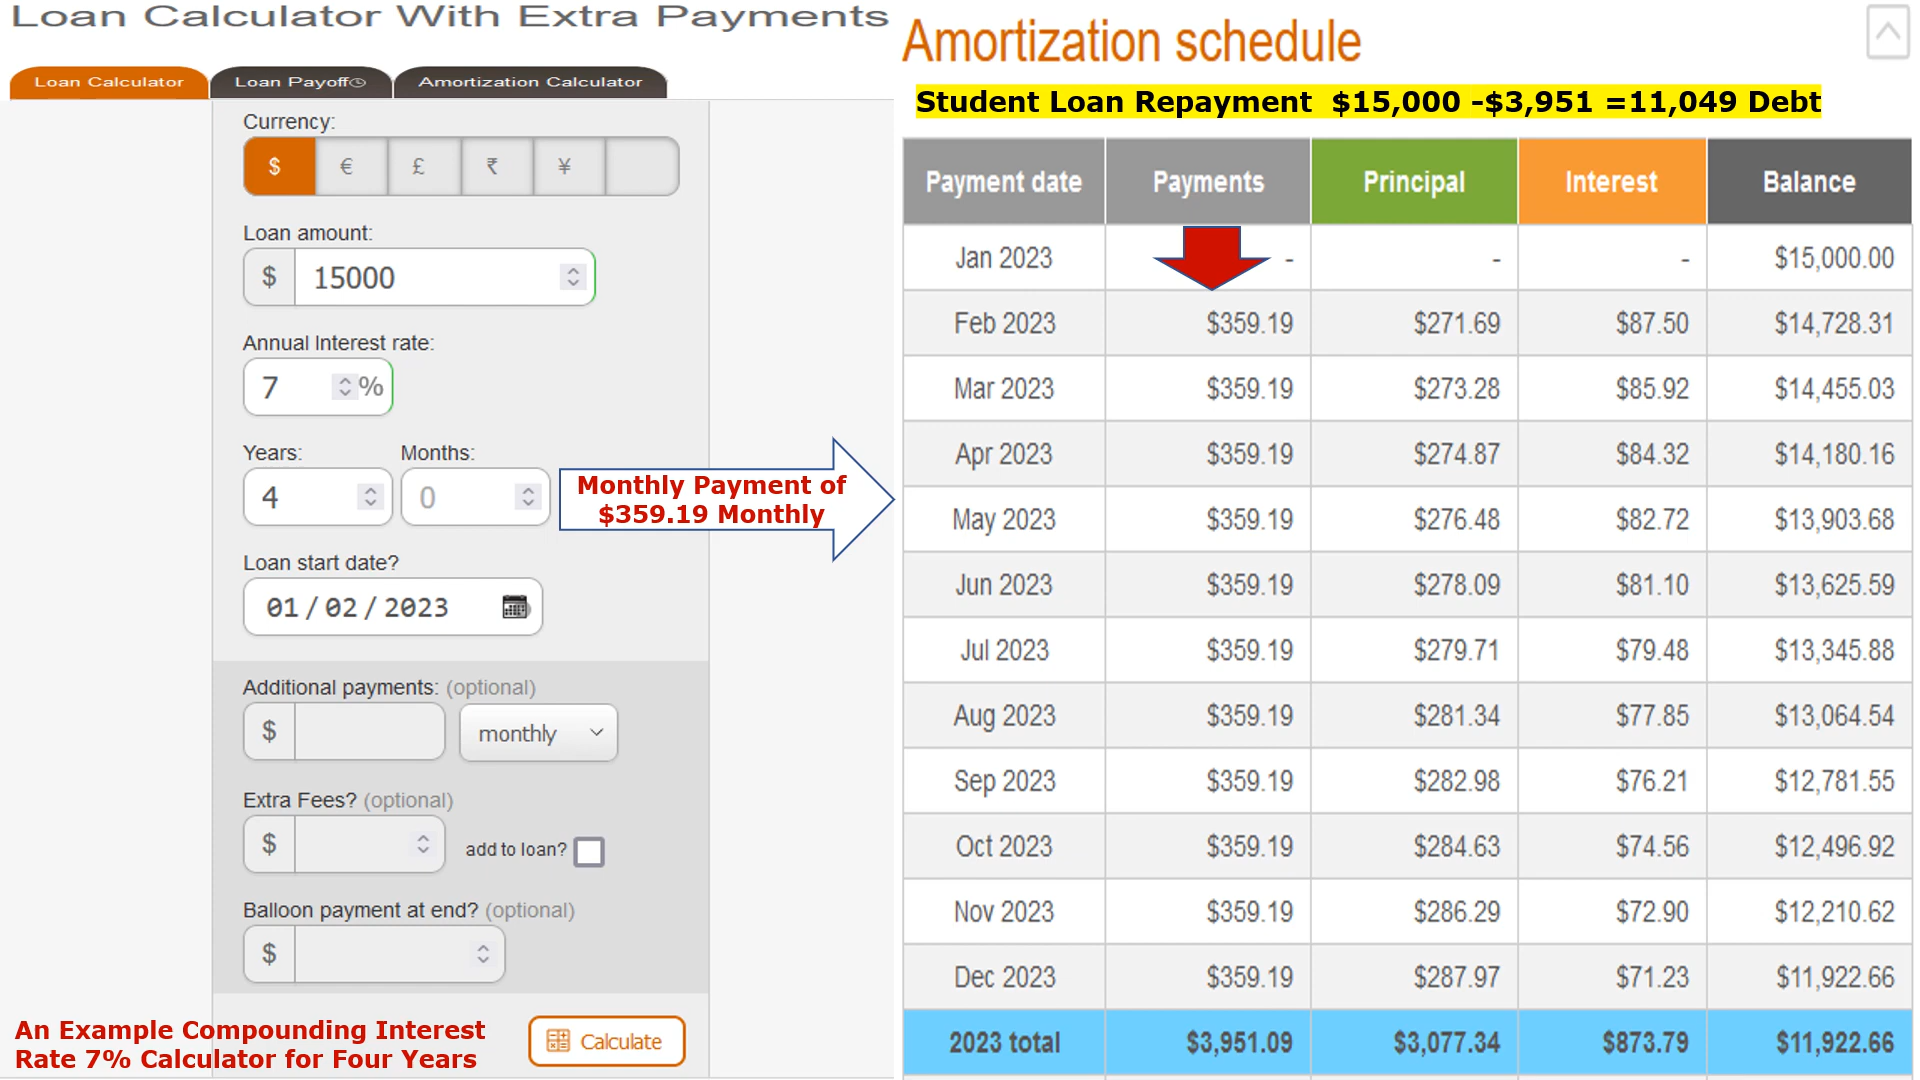 Loan Calculator With Extra Payments
Loan Calculator
Loan Payoff
Amortization Calculator
Currency:
$ € £ ₹ ¥
Loan amount:
$ 15000
Annual Interest rate:
7 %
Years: Months:
4 0
Monthly Payment of
$359.19 Monthly
Loan start date?
01 / 02 / 2023
Additional payments: (optional)
$ monthly
Extra Fees? (optional)
$ add to loan?
Balloon payment at end? (optional)
$
An Example Compounding Interest
Rate 7% Calculator for Four Years
Calculate
Amortization schedule
Student Loan Repayment $15,000 -$3,951 =11,049 Debt
Payment date Payments Principal Interest Balance
Jan 2023 - - - $15,000.00
Feb 2023 $359.19 $271.69 $87.50 $14,728.31
Mar 2023 $359.19 $273.28 $85.92 $14,455.03
Apr 2023 $359.19 $274.87 $84.32 $14,180.16
May 2023 $359.19 $276.48 $82.72 $13,903.68
Jun 2023 $359.19 $278.09 $81.10 $13,625.59
Jul 2023 $359.19 $279.71 $79.48 $13,345.88
Aug 2023 $359.19 $281.34 $77.85 $13,064.54
Sep 2023 $359.19 $282.98 $76.21 $12,781.55
Oct 2023 $359.19 $284.63 $74.56 $12,496.92
Nov 2023 $359.19 $286.29 $72.90 $12,210.62
Dec 2023 $359.19 $287.97 $71.23 $11,922.66
2023 total $3,951.09 $3,077.34 $873.79 $11,922.66